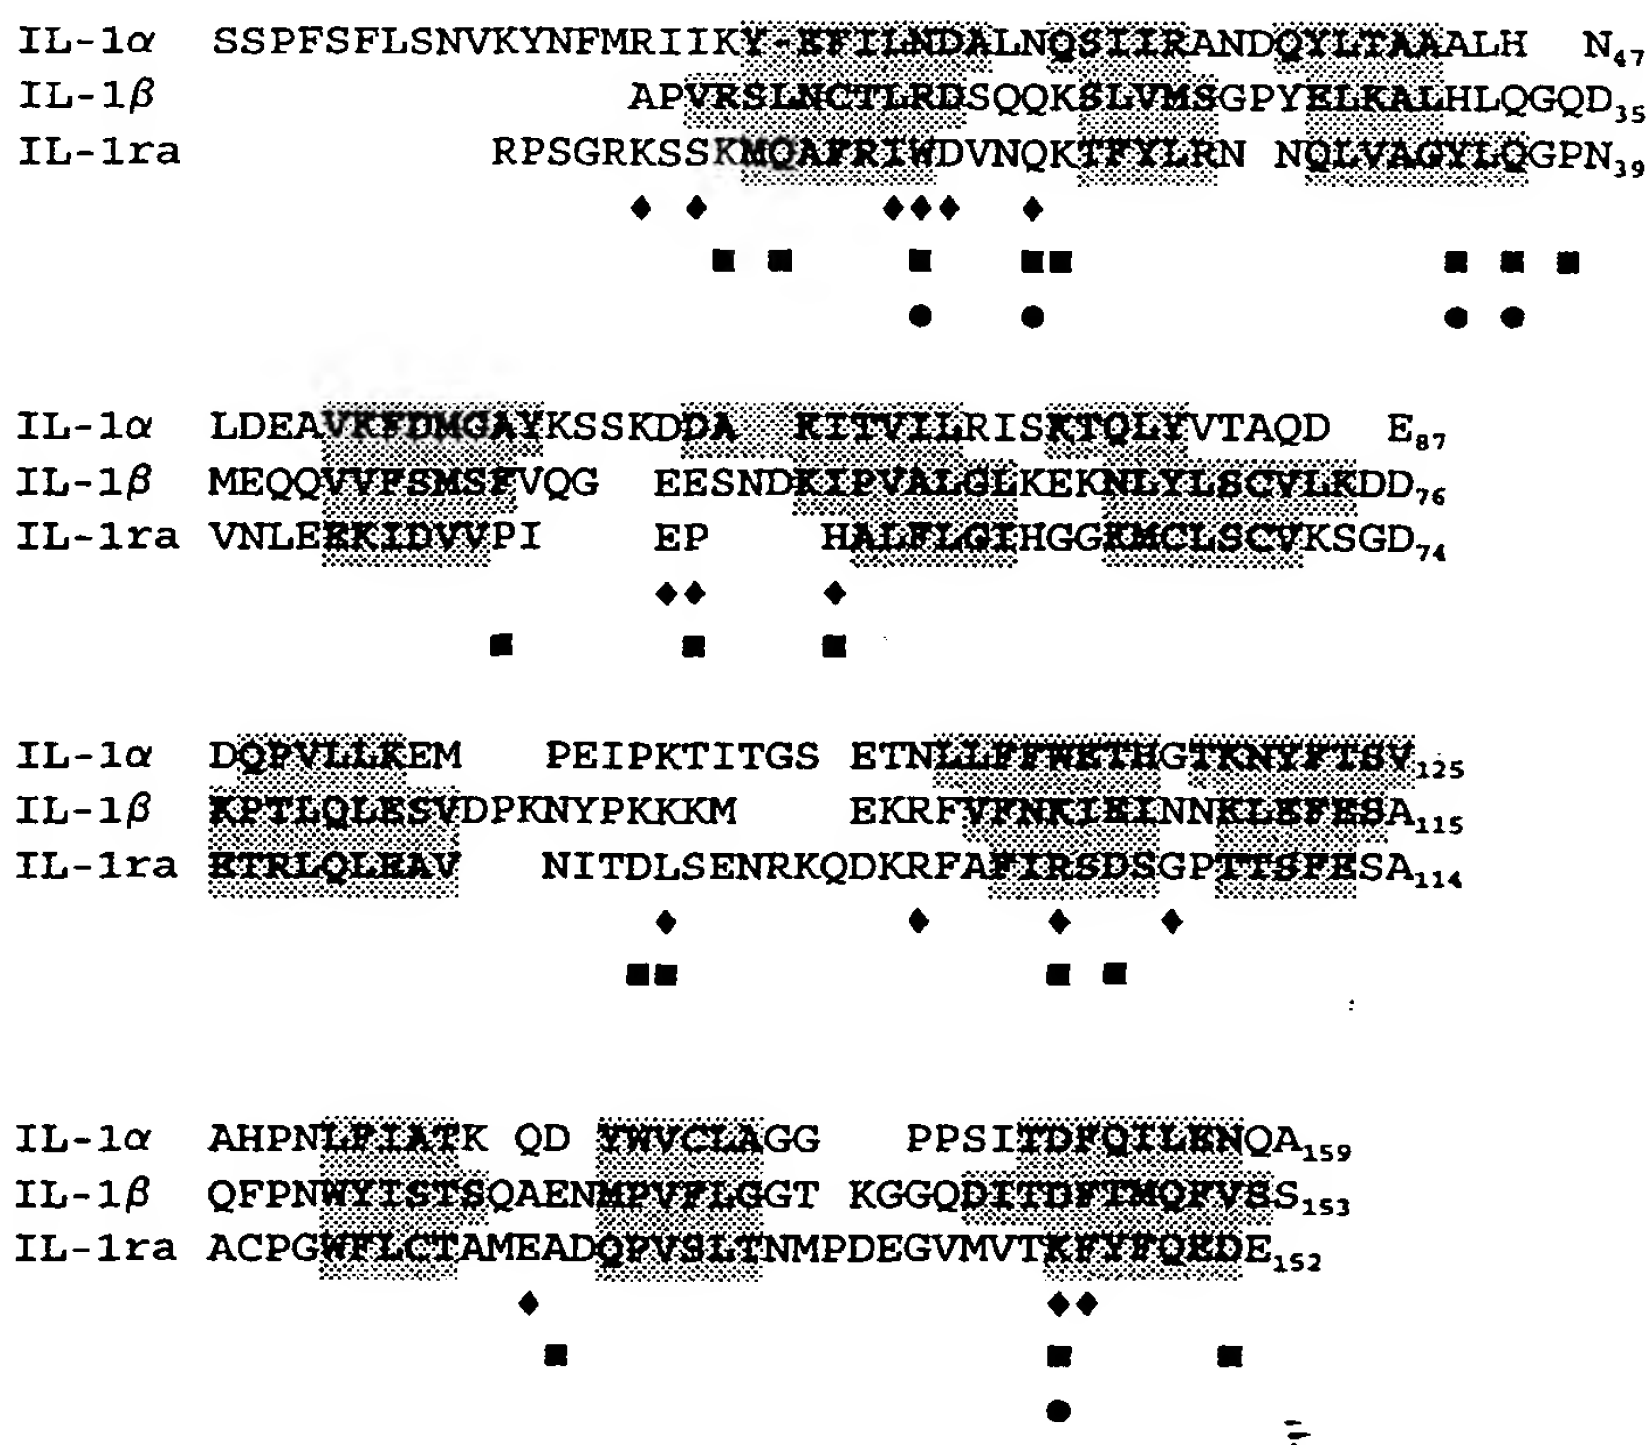 IL-1α SSPFSFLSNVKYNFMRIIKY-EFILNDALNQSIIRANDQYLTAAALH N47
IL-1β APVRSLNCTLRDSQQKSLVMSGPYELKALHLQGQD35
IL-1ra RPSGRKSSKMQAFRIWDVNQKTFYLRN NQLVAGYLQGPN39
IL-1α LDEAVKFDMGAYKSSKDDA KITVILRISKTQLYVTAQD E87
IL-1β MEQQVVFSMSFVQG EESNDKIPVALGLKEKNLYLSCVLKDD76
IL-1ra VNLEEKIDVVPI EP HALFLGIHGGKMCLSCVKSGD74
IL-1α DQPVLLKEM PEIPKTITGS ETNLLFFWETHGTKNYFTSV125
IL-1β KPTLQLESVDPKNYPKKKM EKRFVFNKIEINNKLEFESA115
IL-1ra ETRLQLEAV NITDLSENRKQDKRFAFIRSDSGPTTSFESA114
IL-1α AHPNLFIATK QD YWVCLAGG PPSITDFQILENQA159
IL-1β QFPNWYISTSQAENMPVFLGGT KGGQDITDFTMQFVSS153
IL-1ra ACPGWFLCTAMEADQPVSLTNMPDEGVMVTKFYFQEDE152